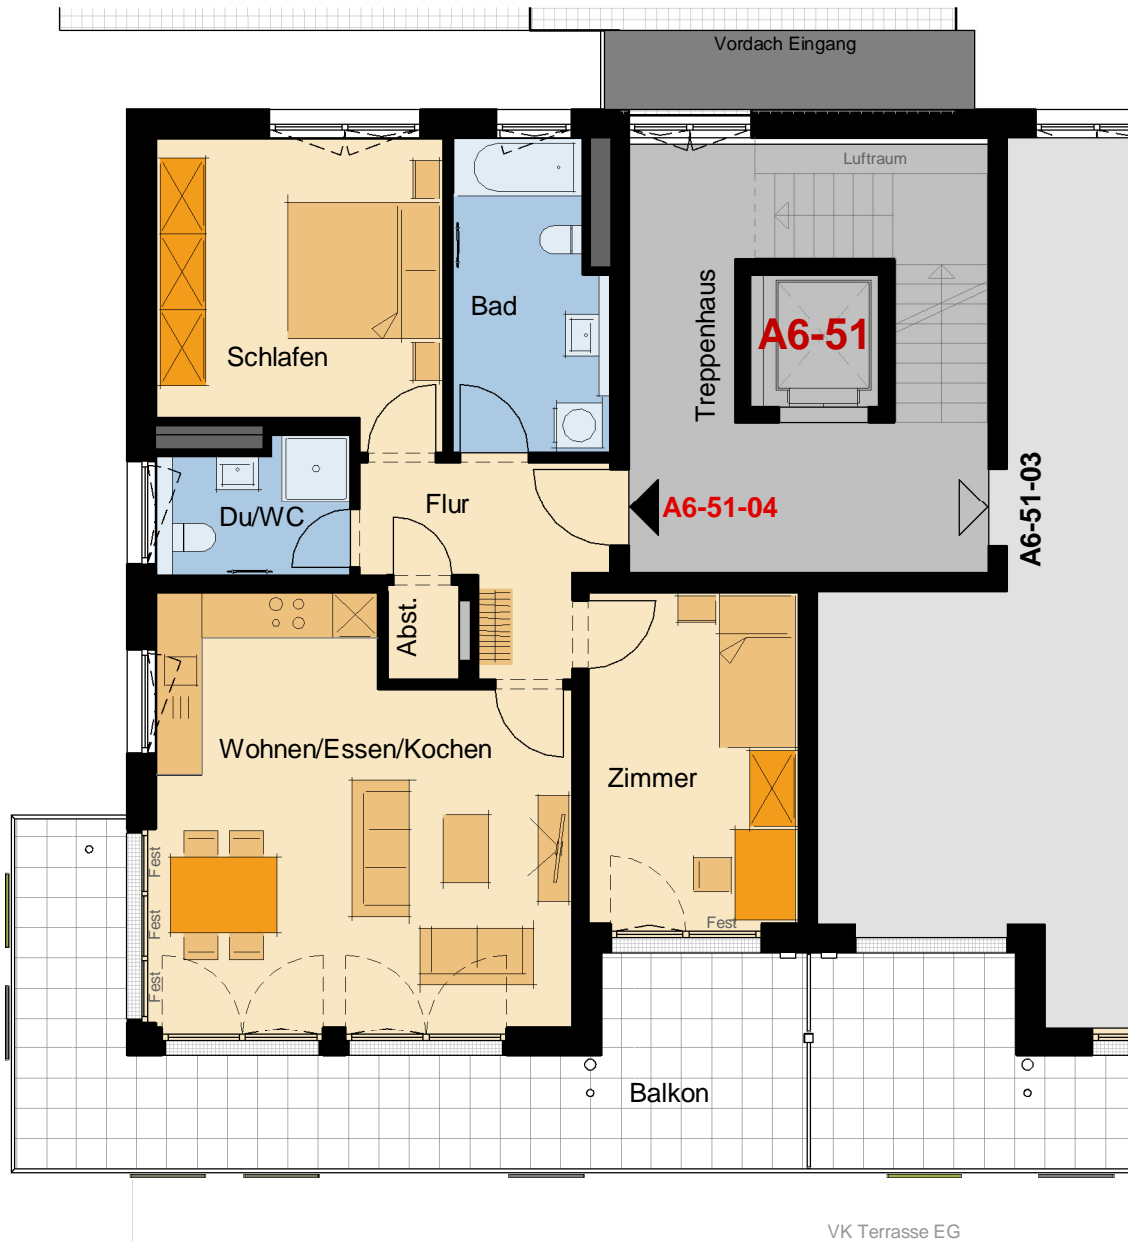 Vordach Eingang
Luftraum
Treppenhaus
A6-51
Bad
Schlafen
A6-51-03
A6-51-04
Flur
Du/WC
Abst.
Wohnen/Essen/Kochen
Zimmer
Fest
Fest
Fest
Fest
Balkon
VK Terrasse EG